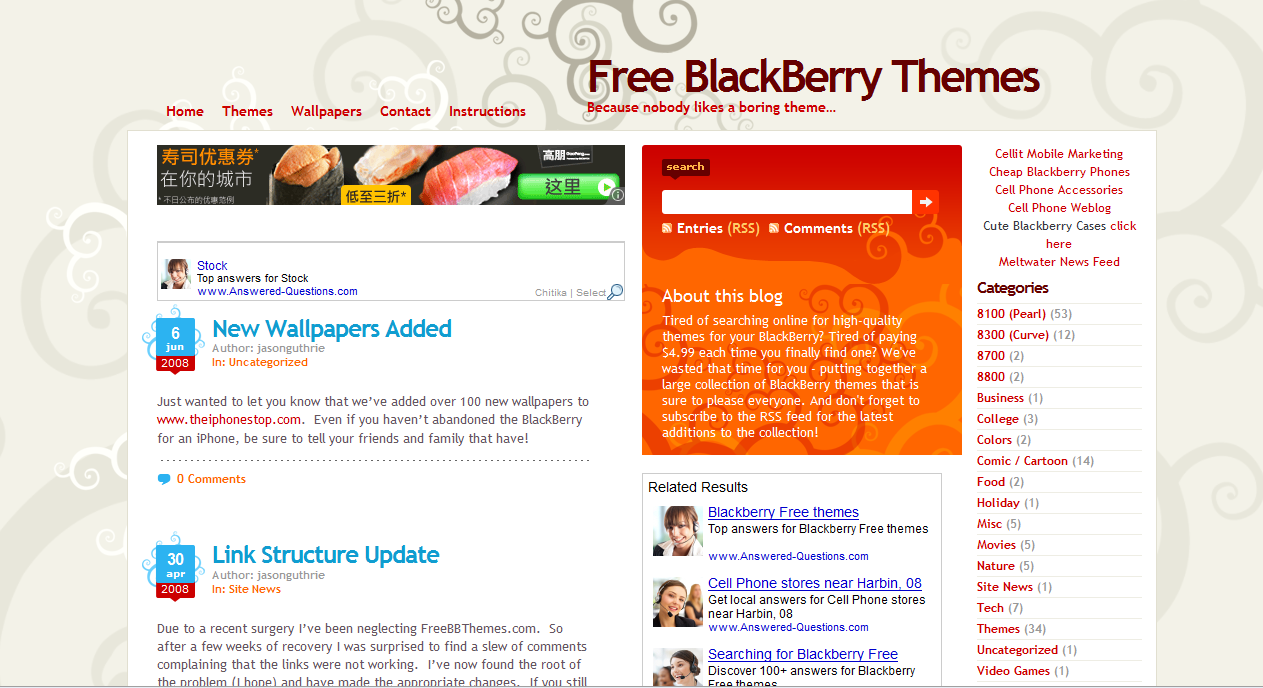 Free BlackBerry Themes
Because nobody likes a boring theme...
Home Themes Wallpapers Contact Instructions
寿司优惠券*
在你的城市
* 不日公布的优惠范例
低至三折*
高朋
这里
Stock
Top answers for Stock
www.Answered-Questions.com
Chitika | Select
6
jun
2008
New Wallpapers Added
Author: jasonguthrie
In: Uncategorized
Just wanted to let you know that we've added over 100 new wallpapers to
www.theiphonestop.com.  Even if you haven't abandoned the BlackBerry
for an iPhone, be sure to tell your friends and family that have!
0 Comments
30
apr
2008
Link Structure Update
Author: jasonguthrie
In: Site News
Due to a recent surgery I've been neglecting FreeBBThemes.com.  So
after a few weeks of recovery I was surprised to find a slew of comments
complaining that the links were not working.  I've now found the root of
the problem (I hope) and have made the appropriate changes.  If you still
search
Entries (RSS) Comments (RSS)
About this blog
Tired of searching online for high-quality
themes for your BlackBerry? Tired of paying
$4.99 each time you finally find one? We've
wasted that time for you - putting together a
large collection of BlackBerry themes that is
sure to please everyone. And don't forget to
subscribe to the RSS feed for the latest
additions to the collection!
Related Results
Blackberry Free themes
Top answers for Blackberry Free themes
www.Answered-Questions.com
Cell Phone stores near Harbin, 08
Get local answers for Cell Phone stores
near Harbin, 08
www.Answered-Questions.com
Searching for Blackberry Free
Discover 100+ answers for Blackberry
Free themes
Cellit Mobile Marketing
Cheap Blackberry Phones
Cell Phone Accessories
Cell Phone Weblog
Cute Blackberry Cases click
here
Meltwater News Feed
Categories
8100 (Pearl) (53)
8300 (Curve) (12)
8700 (2)
8800 (2)
Business (1)
College (3)
Colors (2)
Comic / Cartoon (14)
Food (2)
Holiday (1)
Misc (5)
Movies (5)
Nature (5)
Site News (1)
Tech (7)
Themes (34)
Uncategorized (1)
Video Games (1)